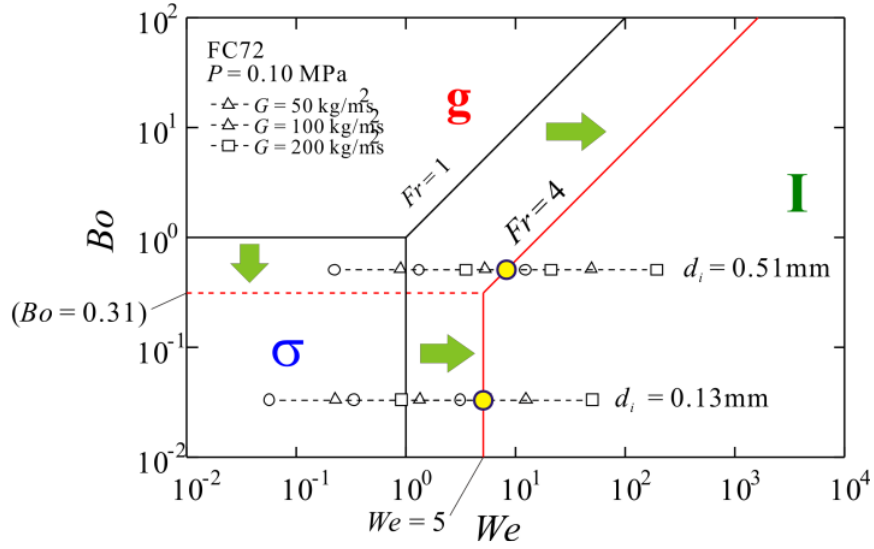 FC72
P = 0.10 MPa
G = 50 kg/m²s
G = 100 kg/m²s
G = 200 kg/m²s
g
I
σ
Fr = 1
Fr = 4
d_i = 0.51mm
d_i = 0.13mm
Bo
10²
10¹
10⁰
(Bo = 0.31)
10⁻¹
10⁻²
10⁻² 10⁻¹ 10⁰ 10¹ 10² 10³ 10⁴
We = 5
We